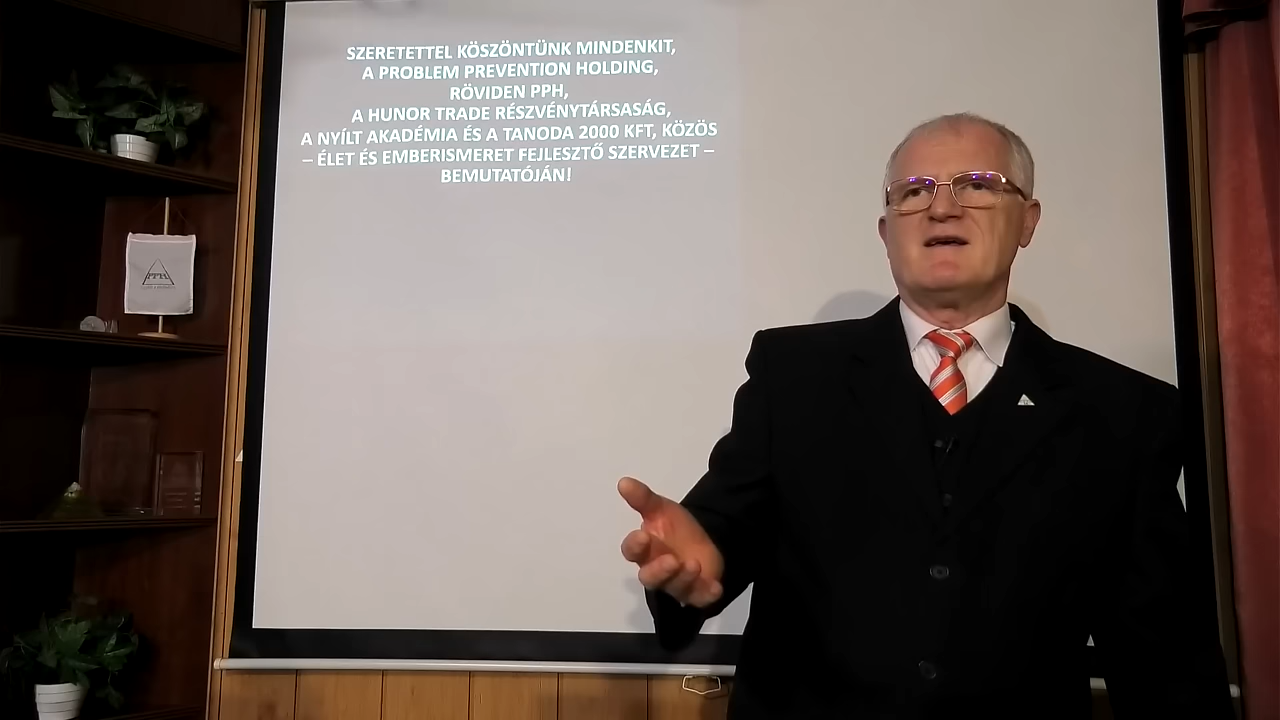 SZERETETTEL KÖSZÖNTÜNK MINDENKIT,
A PROBLEM PREVENTION HOLDING,
RÖVIDEN PPH,
A HUNOR TRADE RÉSZVÉNYTÁRSASÁG,
A NYÍLT AKADÉMIA ÉS A TANODA 2000 KFT, KÖZÖS
– ÉLET ÉS EMBERISMERET FEJLESZTŐ SZERVEZET –
BEMUTATÓJÁN!